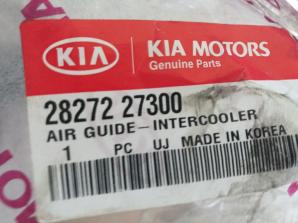 KIA
KIA MOTORS
Genuine Parts
28272 27300
AIR GUIDE-INTERCOOLER
1 PC UJ MADE IN KOREA